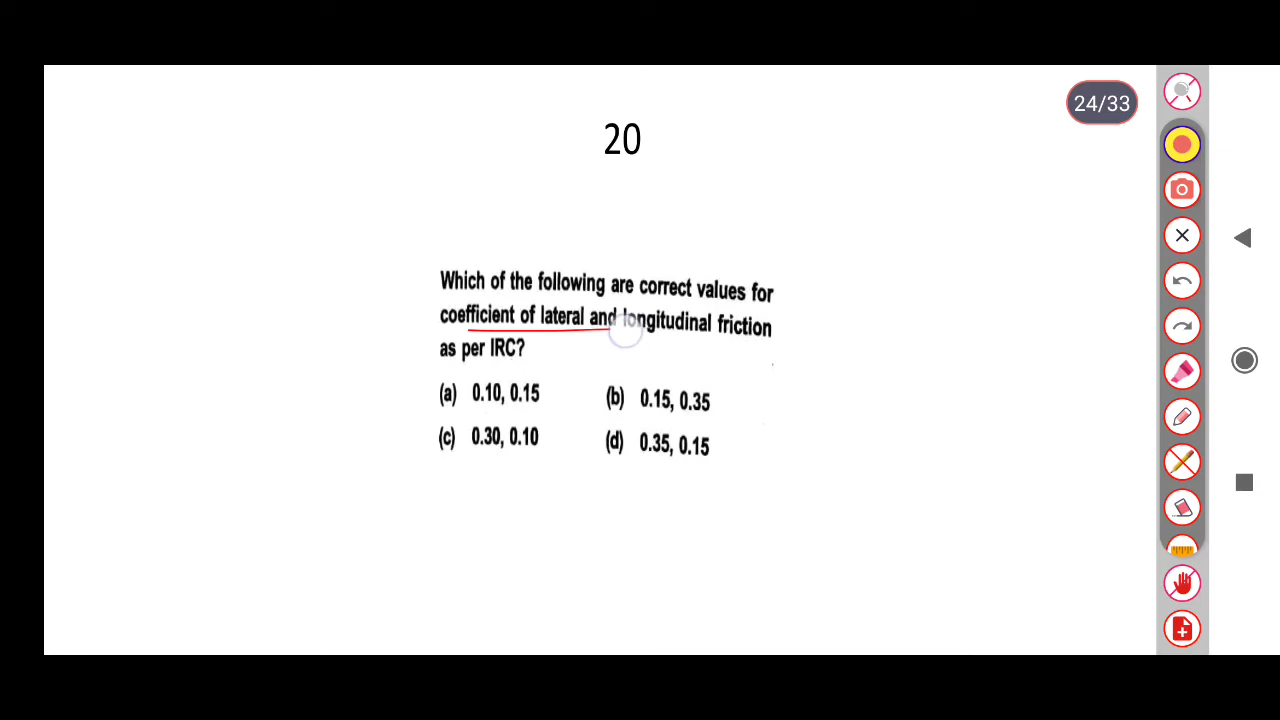 24/33
20
Which of the following are correct values for
coefficient of lateral and longitudinal friction
as per IRC?
(a) 0.10, 0.15 (b) 0.15, 0.35
(c) 0.30, 0.10 (d) 0.35, 0.15